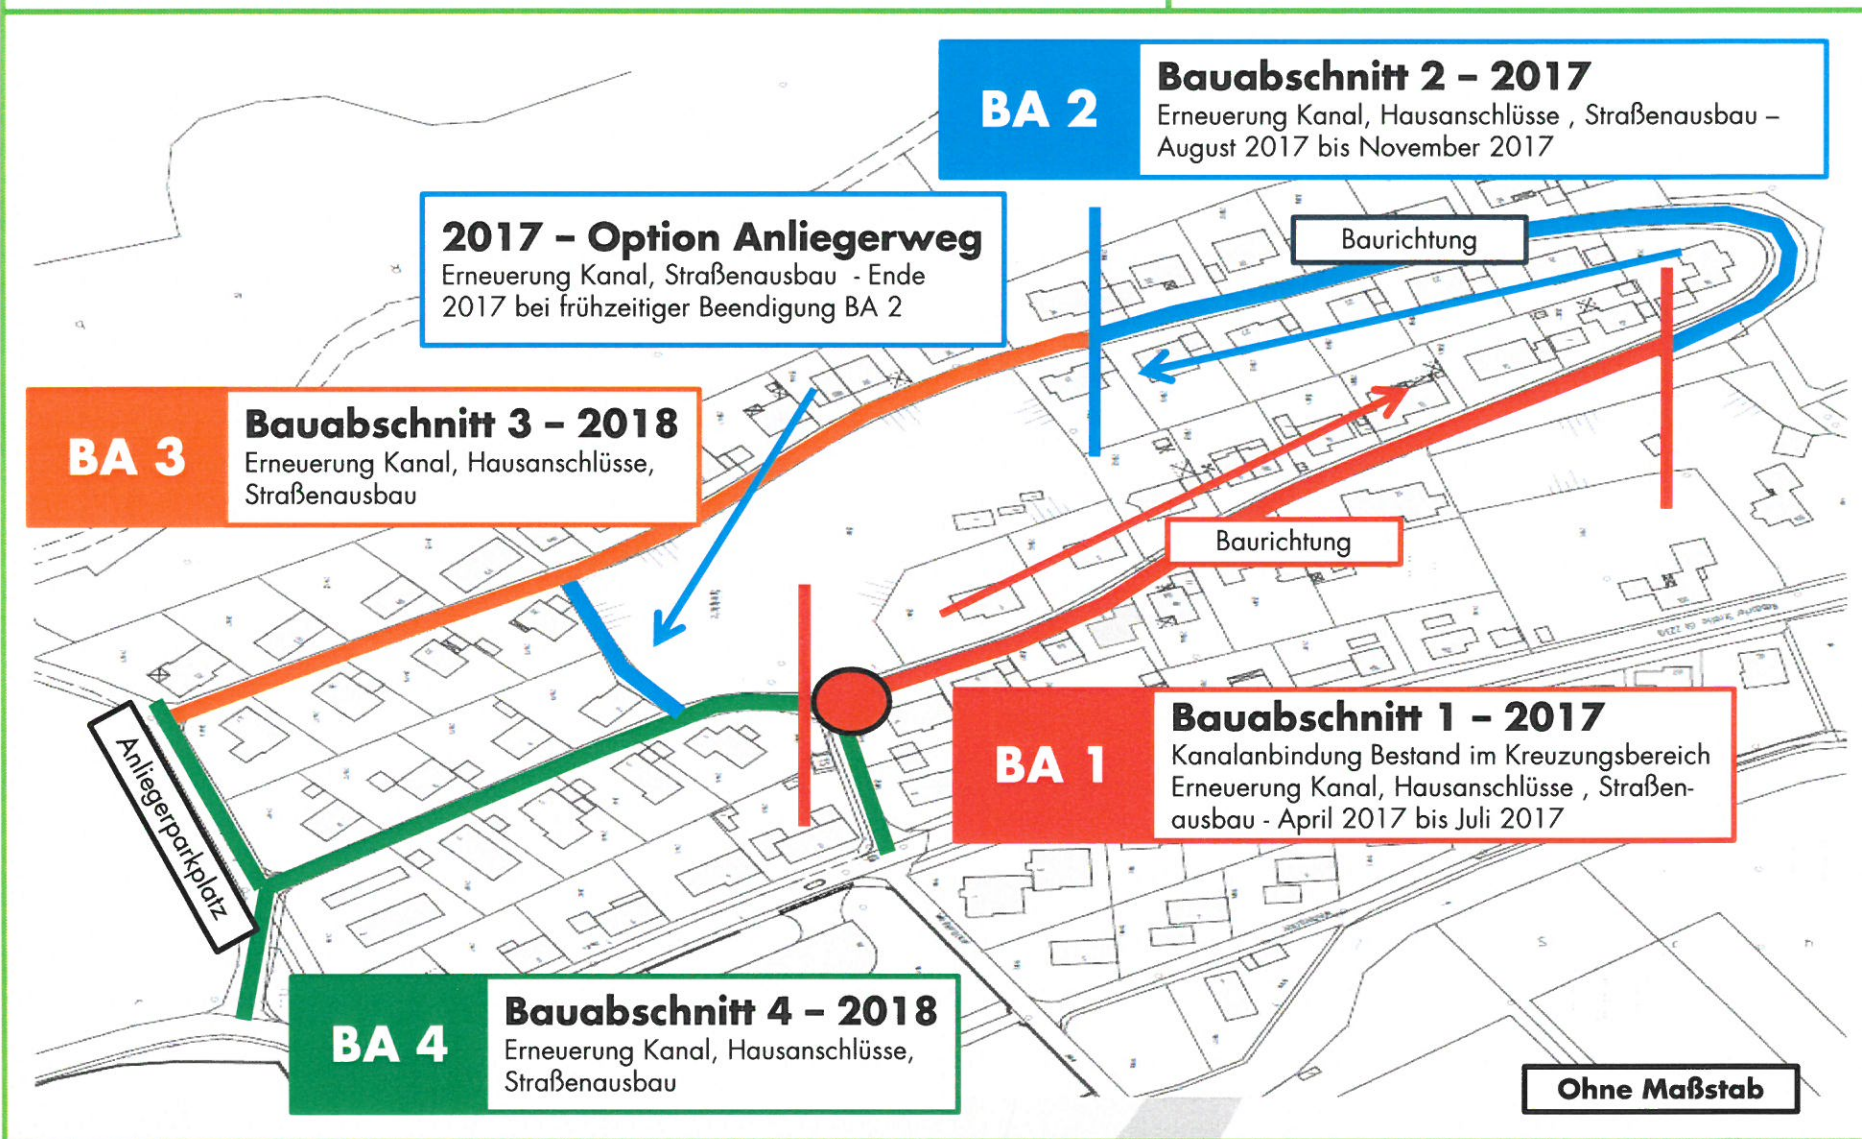 BA 2
Bauabschnitt 2 – 2017
Erneuerung Kanal, Hausanschlüsse , Straßenausbau –
August 2017 bis November 2017
2017 – Option Anliegerweg
Erneuerung Kanal, Straßenausbau - Ende
2017 bei frühzeitiger Beendigung BA 2
Baurichtung
BA 3
Bauabschnitt 3 – 2018
Erneuerung Kanal, Hausanschlüsse,
Straßenausbau
Baurichtung
BA 1
Bauabschnitt 1 – 2017
Kanalanbindung Bestand im Kreuzungsbereich
Erneuerung Kanal, Hausanschlüsse , Straßen-
ausbau - April 2017 bis Juli 2017
Anliegerparkplatz
BA 4
Bauabschnitt 4 – 2018
Erneuerung Kanal, Hausanschlüsse,
Straßenausbau
Ohne Maßstab